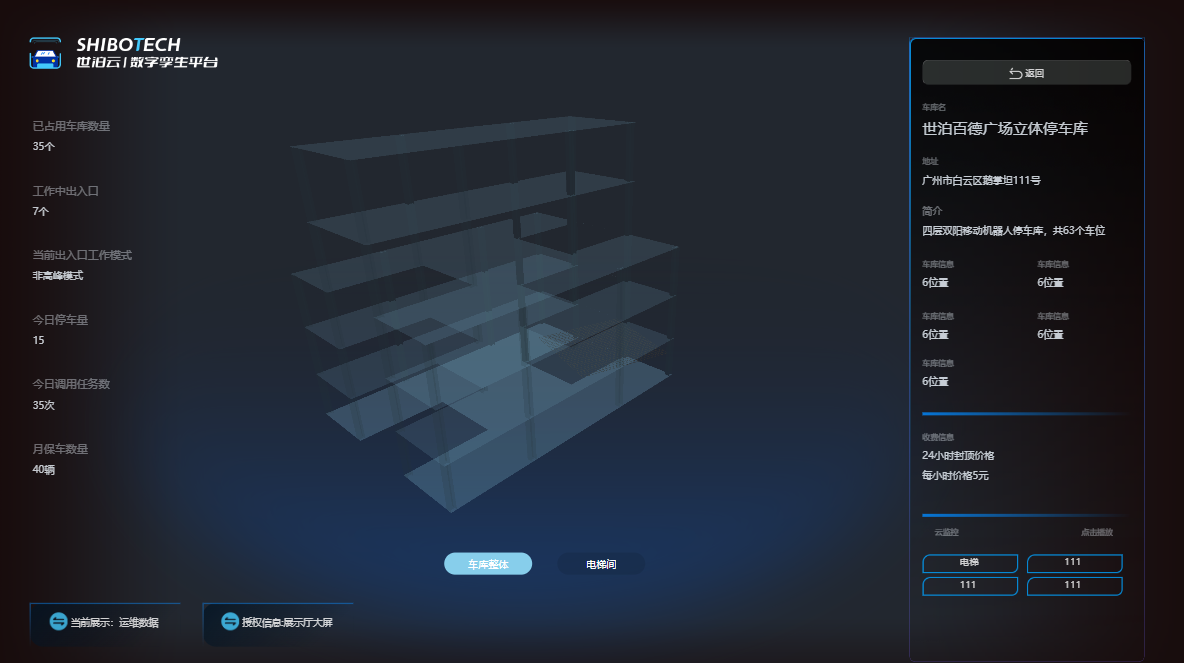 SHIBOTECH
世泊云|数字孪生平台
已占用车库数量
35个
工作中出入口
7个
当前出入口工作模式
非高峰模式
今日停车量
15
今日调用任务数
35次
月保车数量
40辆
车库整体
电梯间
当前展示：运维数据
授权信息:展示厅大屏
返回
车库名
世泊百德广场立体停车库
地址
广州市白云区鹅掌坦111号
简介
四层双阳移动机器人停车库，共63个车位
车库信息 车库信息
6位置 6位置
车库信息 车库信息
6位置 6位置
车库信息
6位置
收费信息
24小时封顶价格
每小时价格5元
云监控 点击播放
电梯 111
111 111